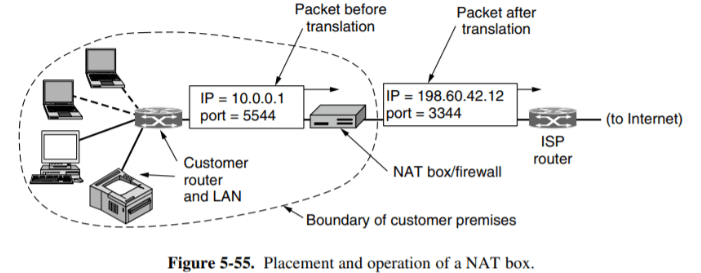 Packet before
translation
Packet after
translation
IP = 10.0.0.1
port = 5544
IP = 198.60.42.12
port = 3344
(to Internet)
ISP
router
Customer
router
and LAN
NAT box/firewall
Boundary of customer premises
Figure 5-55. Placement and operation of a NAT box.